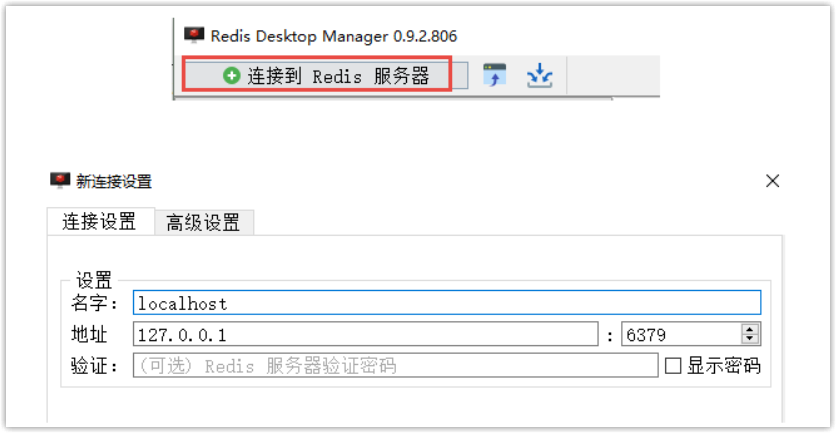 Redis Desktop Manager 0.9.2.806
连接到 Redis 服务器
新连接设置
连接设置 高级设置
设置
名字： localhost
地址 127.0.0.1 : 6379
验证： (可选) Redis 服务器验证密码 显示密码